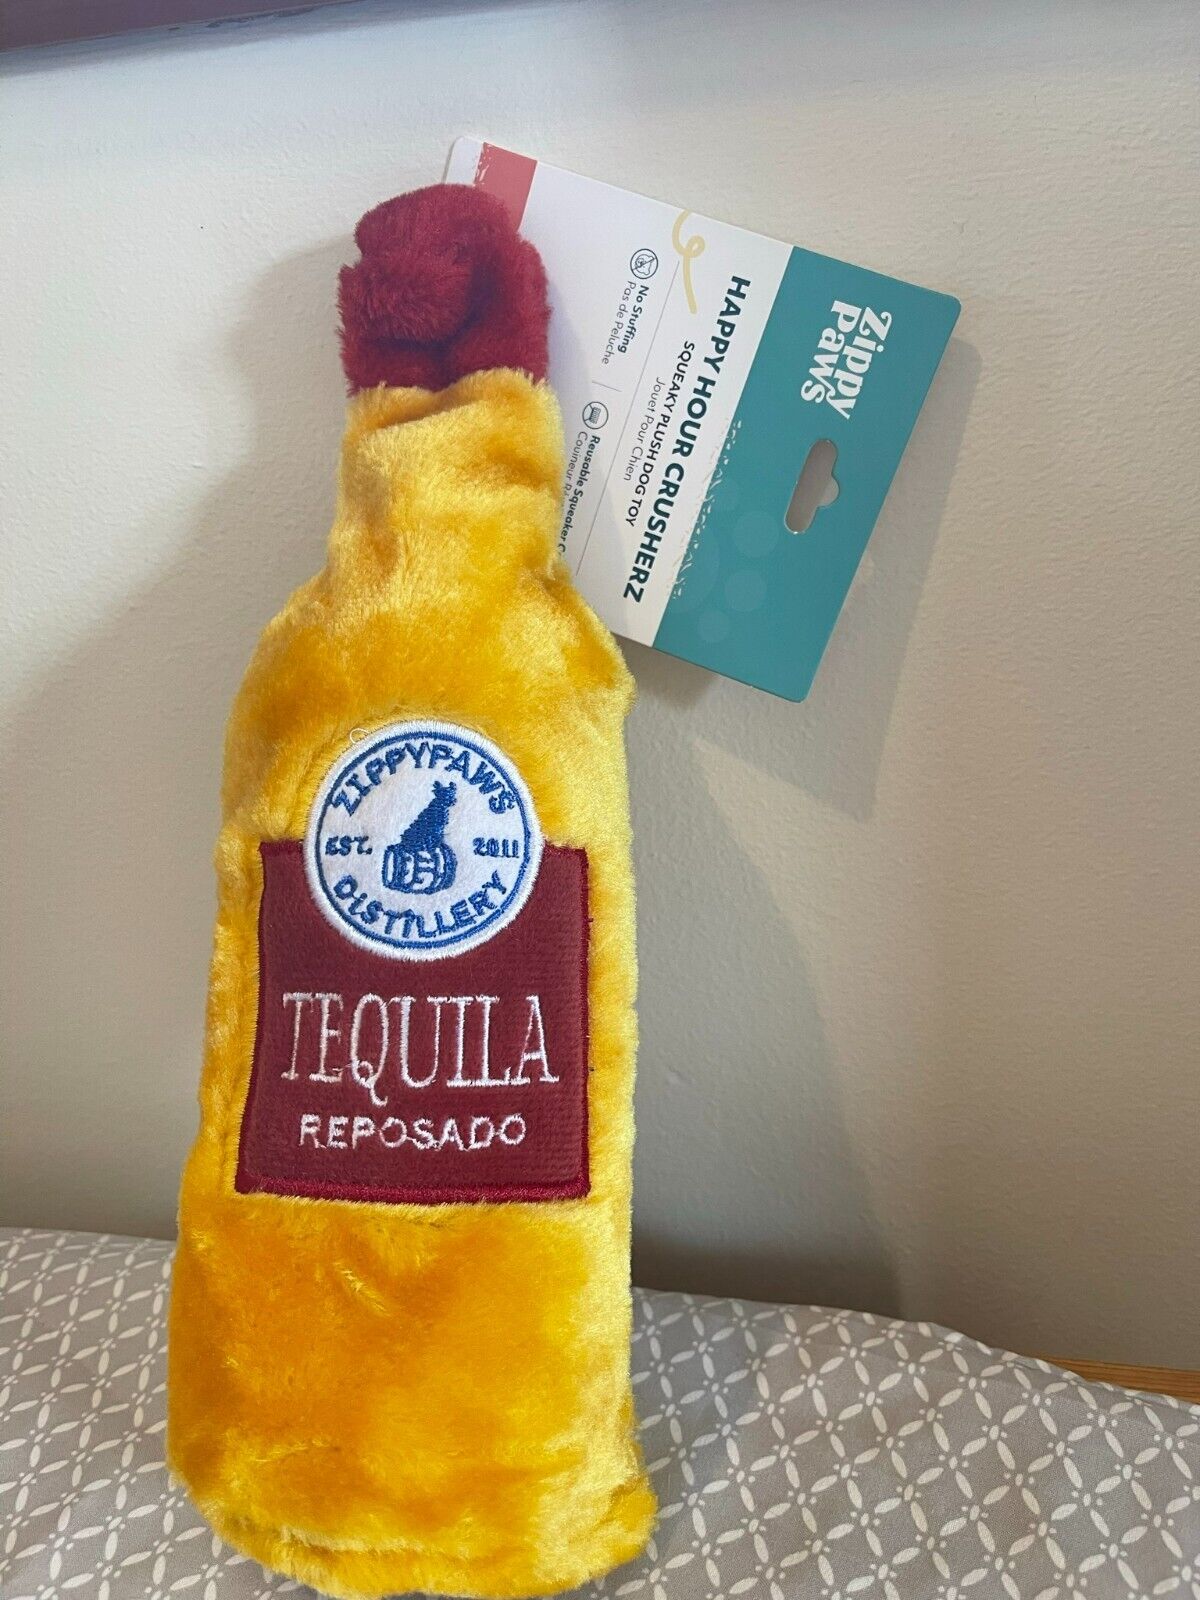 Zippy
Paws
HAPPY HOUR CRUSHERZ
SQUEAKY PLUSH DOG TOY
Jouet Pour Chien
No Stuffing
Pas de Peluche
Reusable Squeaker
Couineur
ZIPPYPAWS
EST. 2011
DISTILLERY
TEQUILA
REPOSADO